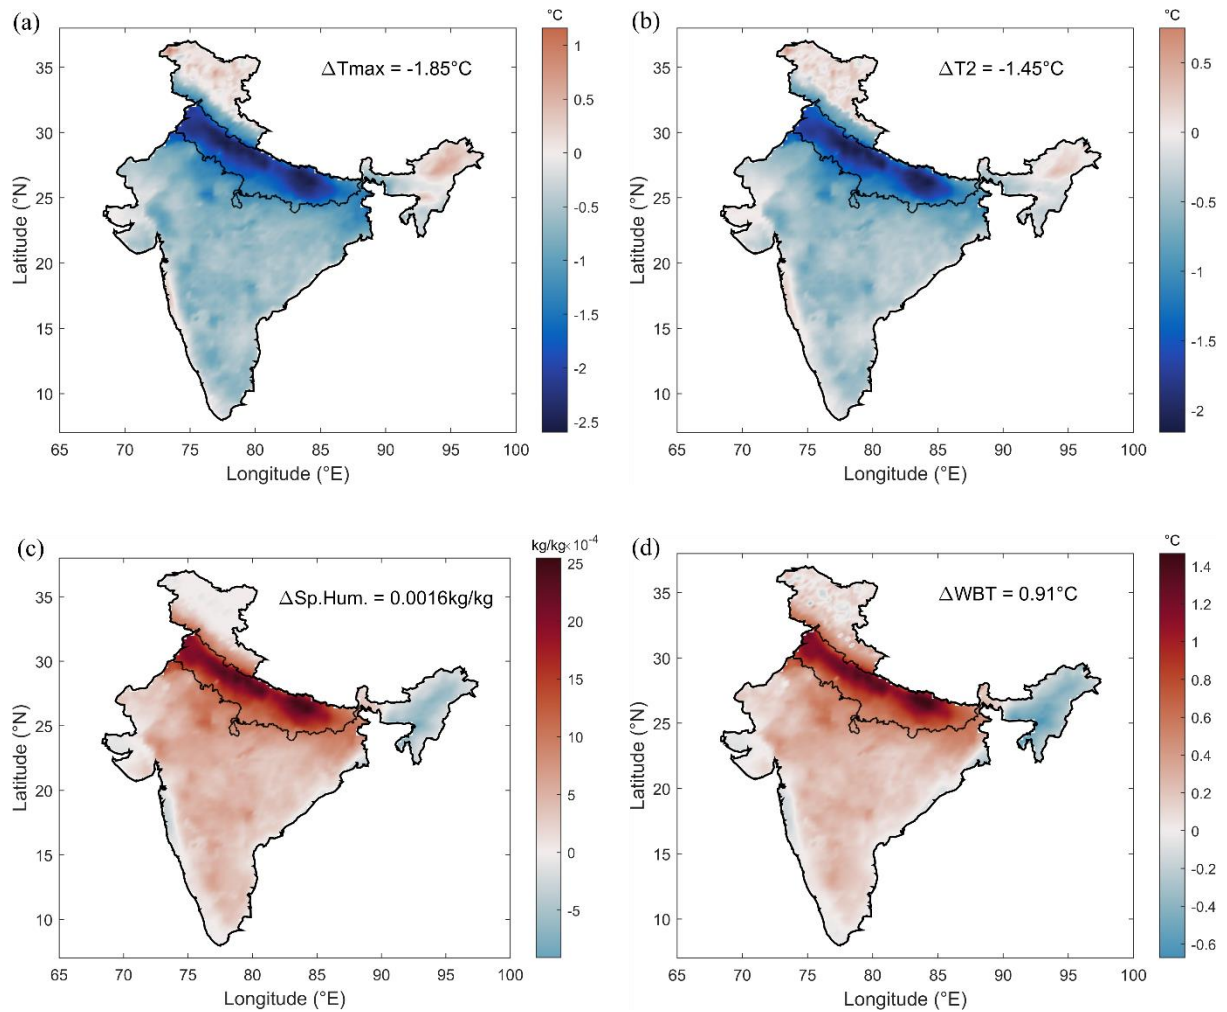 (a)
°C
ΔTmax = -1.85°C
35
30
25
20
15
10
Latitude (°N)
65 70 75 80 85 90 95 100
Longitude (°E)
1
0.5
0
-0.5
-1
-1.5
-2
-2.5
(b)
°C
ΔT2 = -1.45°C
35
30
25
20
15
10
Latitude (°N)
65 70 75 80 85 90 95 100
Longitude (°E)
0.5
0
-0.5
-1
-1.5
-2
(c)
kg/kg×10-4
ΔSp.Hum. = 0.0016kg/kg
35
30
25
20
15
10
Latitude (°N)
65 70 75 80 85 90 95 100
Longitude (°E)
25
20
15
10
5
0
-5
(d)
°C
ΔWBT = 0.91°C
35
30
25
20
15
10
Latitude (°N)
65 70 75 80 85 90 95 100
Longitude (°E)
1.4
1.2
1
0.8
0.6
0.4
0.2
0
-0.2
-0.4
-0.6